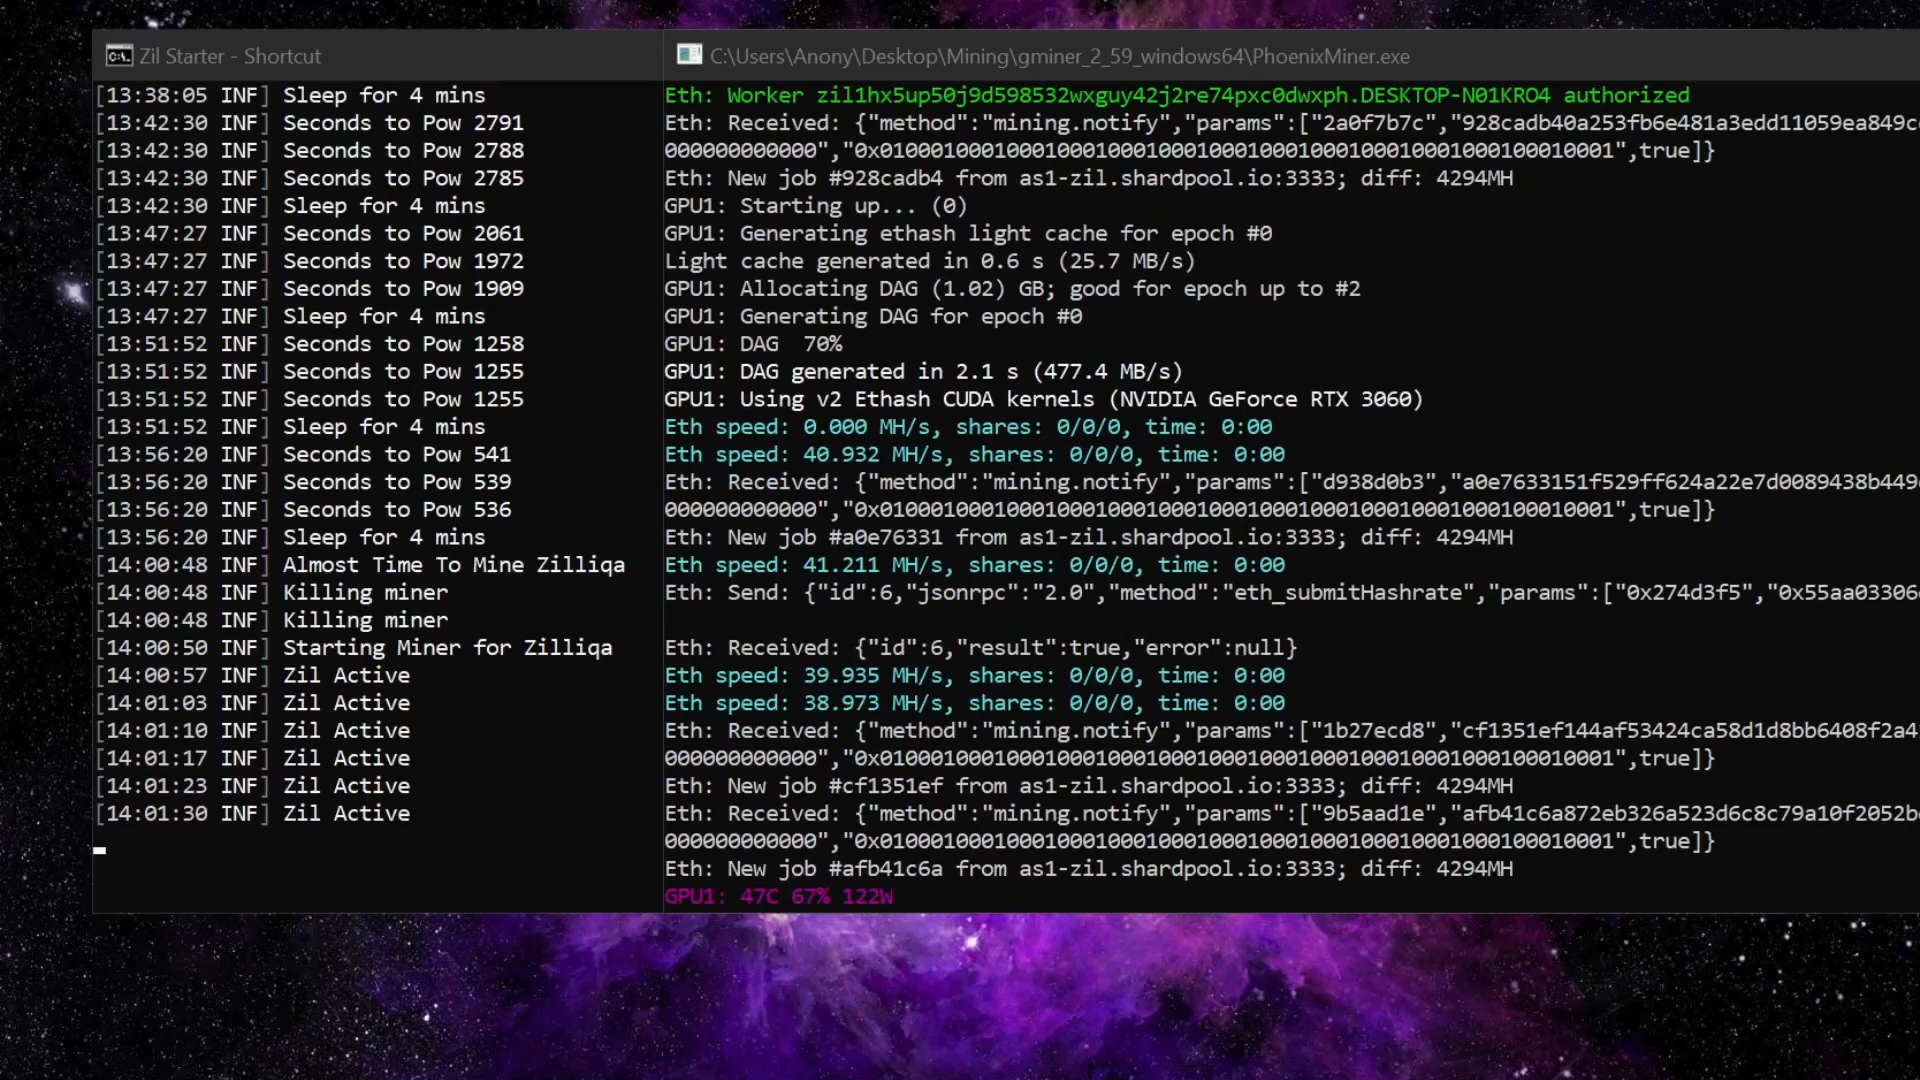 Zil Starter - Shortcut
[13:38:05 INF] Sleep for 4 mins
[13:42:30 INF] Seconds to Pow 2791
[13:42:30 INF] Seconds to Pow 2788
[13:42:30 INF] Seconds to Pow 2785
[13:42:30 INF] Sleep for 4 mins
[13:47:27 INF] Seconds to Pow 2061
[13:47:27 INF] Seconds to Pow 1972
[13:47:27 INF] Seconds to Pow 1909
[13:47:27 INF] Sleep for 4 mins
[13:51:52 INF] Seconds to Pow 1258
[13:51:52 INF] Seconds to Pow 1255
[13:51:52 INF] Seconds to Pow 1255
[13:51:52 INF] Sleep for 4 mins
[13:56:20 INF] Seconds to Pow 541
[13:56:20 INF] Seconds to Pow 539
[13:56:20 INF] Seconds to Pow 536
[13:56:20 INF] Sleep for 4 mins
[14:00:48 INF] Almost Time To Mine Zilliqa
[14:00:48 INF] Killing miner
[14:00:48 INF] Killing miner
[14:00:50 INF] Starting Miner for Zilliqa
[14:00:57 INF] Zil Active
[14:01:03 INF] Zil Active
[14:01:10 INF] Zil Active
[14:01:17 INF] Zil Active
[14:01:23 INF] Zil Active
[14:01:30 INF] Zil Active
C:\Users\Anony\Desktop\Mining\gminer_2_59_windows64\PhoenixMiner.exe
Eth: Worker zil1hx5up50j9d598532wxguy42j2re74pxc0dwxph.DESKTOP-N01KRO4 authorized
Eth: Received: {"method":"mining.notify","params":["2a0f7b7c","928cadb40a253fb6e481a3edd11059ea849c
000000000000","0x0100010001000100010001000100010001000100010001000100010001",true]}
Eth: New job #928cadb4 from as1-zil.shardpool.io:3333; diff: 4294MH
GPU1: Starting up... (0)
GPU1: Generating ethash light cache for epoch #0
Light cache generated in 0.6 s (25.7 MB/s)
GPU1: Allocating DAG (1.02) GB; good for epoch up to #2
GPU1: Generating DAG for epoch #0
GPU1: DAG  70%
GPU1: DAG generated in 2.1 s (477.4 MB/s)
GPU1: Using v2 Ethash CUDA kernels (NVIDIA GeForce RTX 3060)
Eth speed: 0.000 MH/s, shares: 0/0/0, time: 0:00
Eth speed: 40.932 MH/s, shares: 0/0/0, time: 0:00
Eth: Received: {"method":"mining.notify","params":["d938d0b3","a0e7633151f529ff624a22e7d0089438b449
000000000000","0x0100010001000100010001000100010001000100010001000100010001",true]}
Eth: New job #a0e76331 from as1-zil.shardpool.io:3333; diff: 4294MH
Eth speed: 41.211 MH/s, shares: 0/0/0, time: 0:00
Eth: Send: {"id":6,"jsonrpc":"2.0","method":"eth_submitHashrate","params":["0x274d3f5","0x55aa03306
Eth: Received: {"id":6,"result":true,"error":null}
Eth speed: 39.935 MH/s, shares: 0/0/0, time: 0:00
Eth speed: 38.973 MH/s, shares: 0/0/0, time: 0:00
Eth: Received: {"method":"mining.notify","params":["1b27ecd8","cf1351ef144af53424ca58d1d8bb6408f2a4
000000000000","0x0100010001000100010001000100010001000100010001000100010001",true]}
Eth: New job #cf1351ef from as1-zil.shardpool.io:3333; diff: 4294MH
Eth: Received: {"method":"mining.notify","params":["9b5aad1e","afb41c6a872eb326a523d6c8c79a10f2052b
000000000000","0x0100010001000100010001000100010001000100010001000100010001",true]}
Eth: New job #afb41c6a from as1-zil.shardpool.io:3333; diff: 4294MH
GPU1: 47C 67% 122W